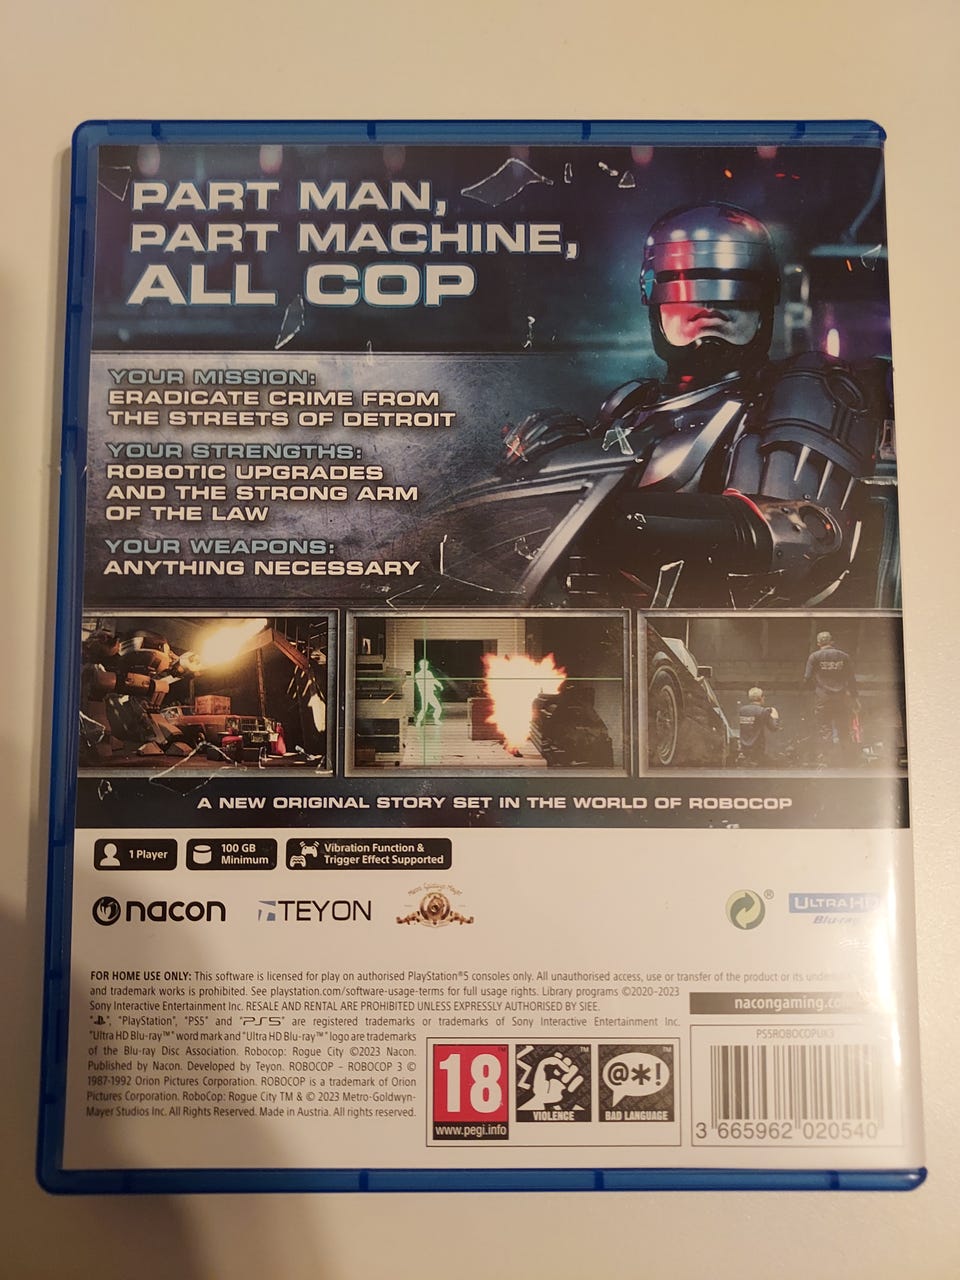 PART MAN,
PART MACHINE,
ALL COP
YOUR MISSION:
ERADICATE CRIME FROM
THE STREETS OF DETROIT
YOUR STRENGTHS:
ROBOTIC UPGRADES
AND THE STRONG ARM
OF THE LAW
YOUR WEAPONS:
ANYTHING NECESSARY
A NEW ORIGINAL STORY SET IN THE WORLD OF ROBOCOP
1 Player
100 GB
Minimum
Vibration Function &
Trigger Effect Supported
nacon
TEYON
Metro Goldwyn Mayer
®
ULTRA HD
Blu-ray
FOR HOME USE ONLY: This software is licensed for play on authorised PlayStation®5 consoles only. All unauthorised access, use or transfer of the product or its
and trademark works is prohibited. See playstation.com/software-usage-terms for full usage rights. Library programs ©2020-2023
Sony Interactive Entertainment Inc. RESALE AND RENTAL ARE PROHIBITED UNLESS EXPRESSLY AUTHORISED BY SIEE.
" ", "PlayStation", "PS5" and "PS5" are registered trademarks or trademarks of Sony Interactive Entertainment Inc.
"Ultra HD Blu-ray™" word mark and "Ultra HD Blu-ray™" logo are trademarks
of the Blu-ray Disc Association. Robocop: Rogue City ©2023 Nacon.
Published by Nacon. Developed by Teyon. ROBOCOP – ROBOCOP 3 ©
1987-1992 Orion Pictures Corporation. ROBOCOP is a trademark of Orion
Pictures Corporation. RoboCop: Rogue City TM & © 2023 Metro-Goldwyn-
Mayer Studios Inc. All Rights Reserved. Made in Austria. All rights reserved.
nacongaming.com
PS5ROBOCOPUK3
18
www.pegi.info
VIOLENCE
@*!
BAD LANGUAGE
3 665962 020540